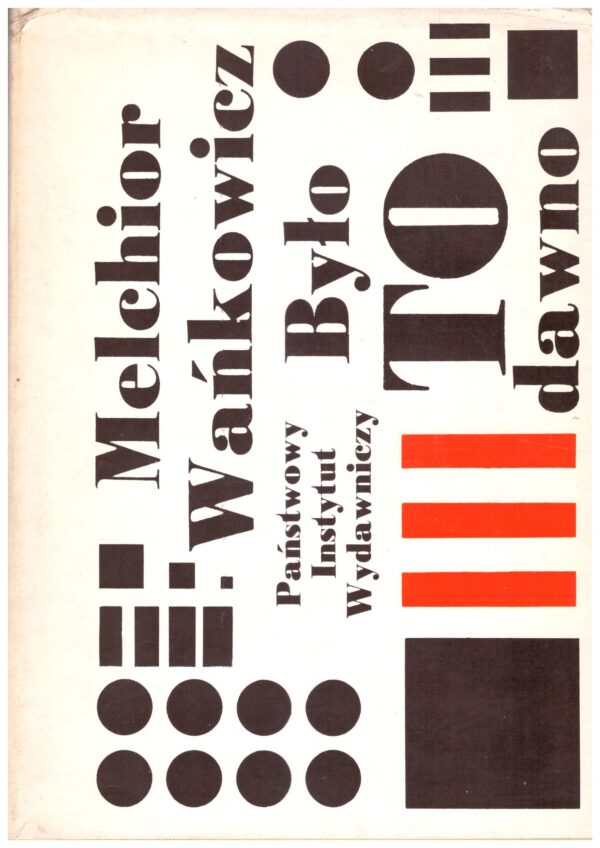 Melchior
Wańkowicz
Było
TO
dawno
Państwowy
Instytut
Wydawniczy